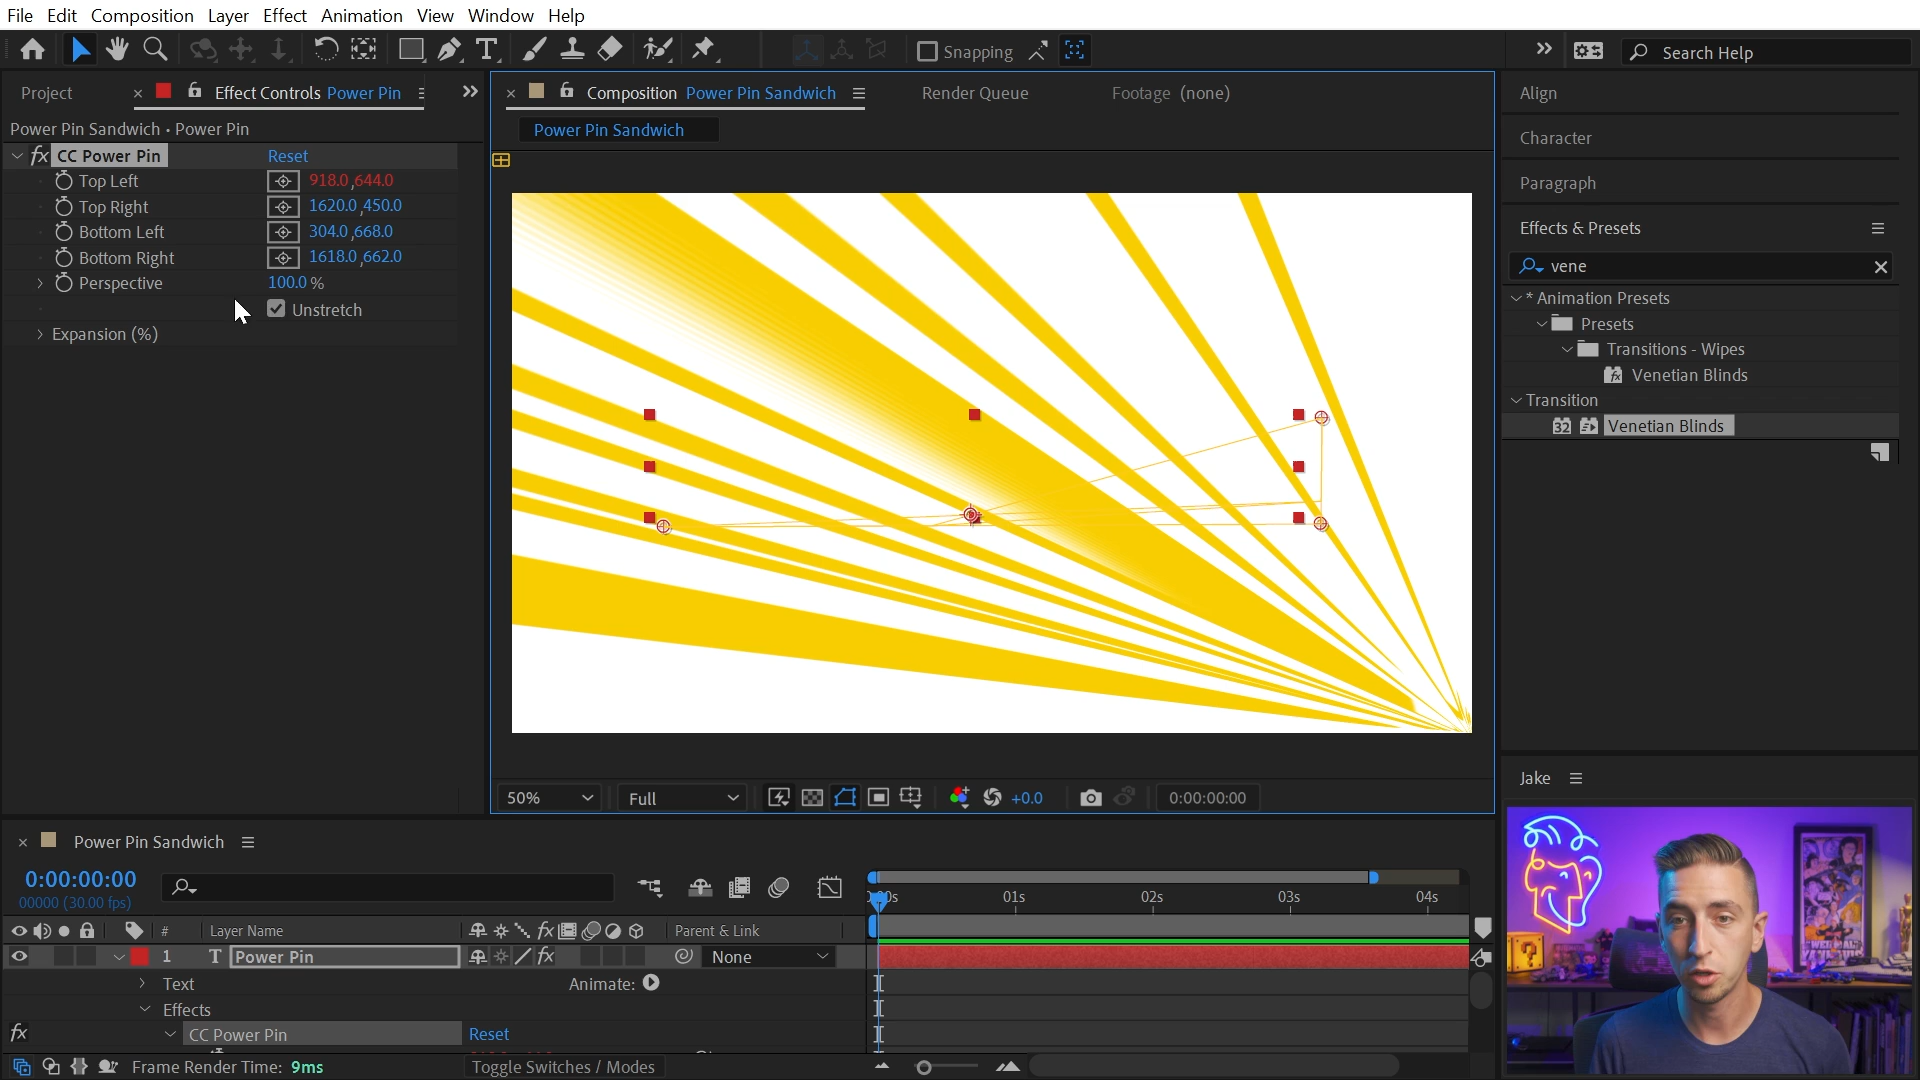 File Edit Composition Layer Effect Animation View Window Help
Snapping
Search Help
Project
Effect Controls Power Pin
Composition Power Pin Sandwich
Render Queue
Footage (none)
Align
Power Pin Sandwich • Power Pin
Power Pin Sandwich
Character
fx CC Power Pin Reset
Top Left 918.0,644.0
Top Right 1620.0,450.0
Bottom Left 304.0,668.0
Bottom Right 1618.0,662.0
Perspective 100.0 %
Unstretch
Expansion (%)
Paragraph
Effects & Presets
vene
* Animation Presets
Presets
Transitions - Wipes
Venetian Blinds
Transition
32 Venetian Blinds
50% Full +0.0 0:00:00:00
Jake
Power Pin Sandwich
0:00:00:00
00000 (30.00 fps)
01s 02s 03s 04s
# Layer Name fx Parent & Link
1 T Power Pin fx None
Text Animate:
Effects
fx CC Power Pin Reset
Frame Render Time: 9ms Toggle Switches / Modes